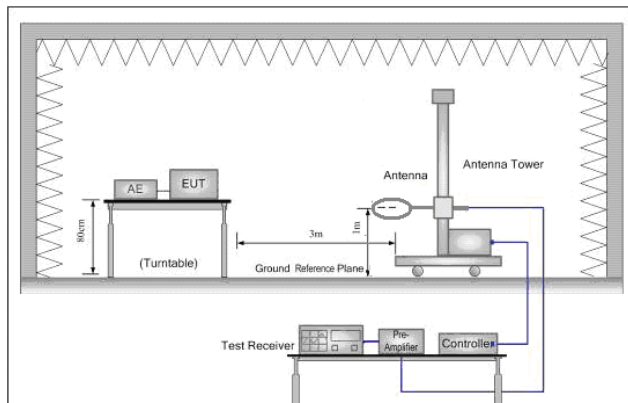 Antenna
Antenna Tower
AE
EUT
80cm
(Turntable)
3m
1m
Ground Reference Plane
Test Receiver
Pre-
Amplifier
Controller